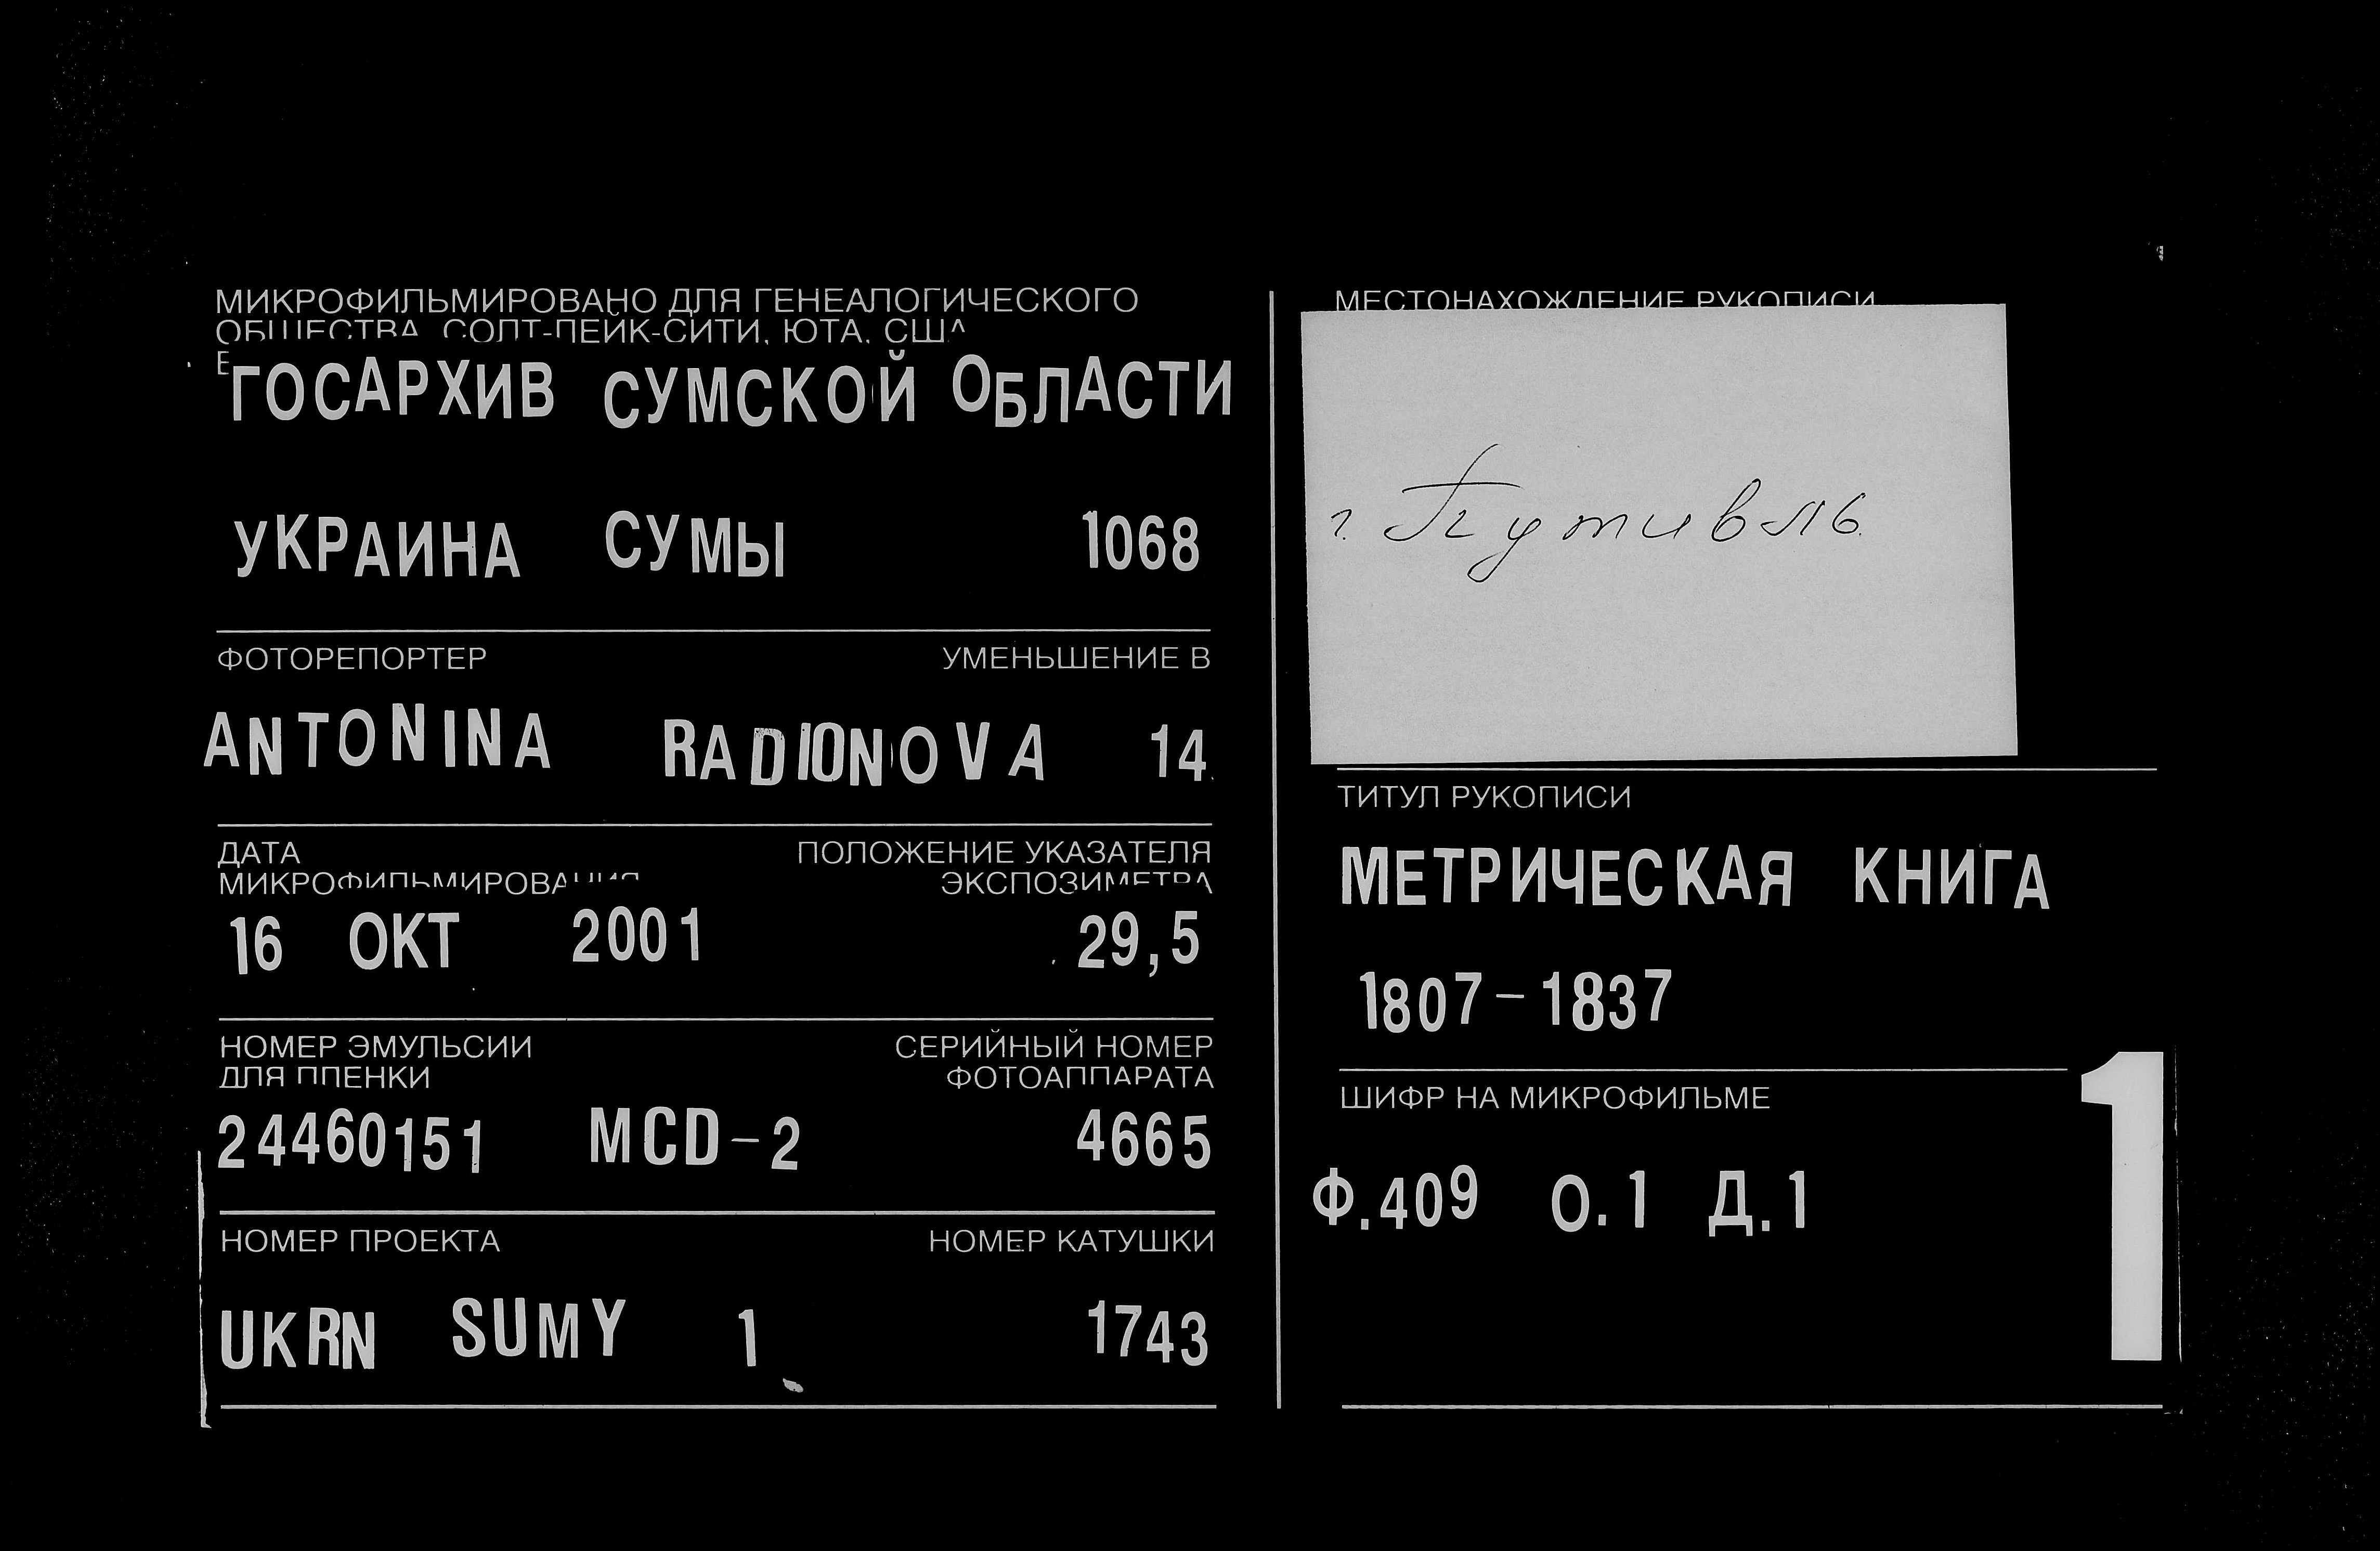 МИКРОФИЛЬМИРОВАНО ДЛЯ ГЕНЕАЛОГИЧЕСКОГО
ОБЩЕСТВА, СОЛТ-ЛЕЙК-СИТИ, ЮТА, США
ГОСАРХИВ СУМСКОЙ ОБЛАСТИ
УКРАИНА СУМЫ 1068
ФОТОРЕПОРТЕР УМЕНЬШЕНИЕ В
ANTONINA RADIONOVA 14
ДАТА ПОЛОЖЕНИЕ УКАЗАТЕЛЯ
МИКРОФИЛЬМИРОВАНИЯ ЭКСПОЗИМЕТРА
16 ОКТ 2001 29,5
НОМЕР ЭМУЛЬСИИ СЕРИЙНЫЙ НОМЕР
ДЛЯ ПЛЕНКИ ФОТОАППАРАТА
24460151 MCD-2 4665
НОМЕР ПРОЕКТА НОМЕР КАТУШКИ
UKRN SUMY 1 1743
МЕСТОНАХОЖДЕНИЕ РУКОПИСИ
г. Путивль
ТИТУЛ РУКОПИСИ
МЕТРИЧЕСКАЯ КНИГА
1807-1837
ШИФР НА МИКРОФИЛЬМЕ
Ф.409 О.1 Д.1
1